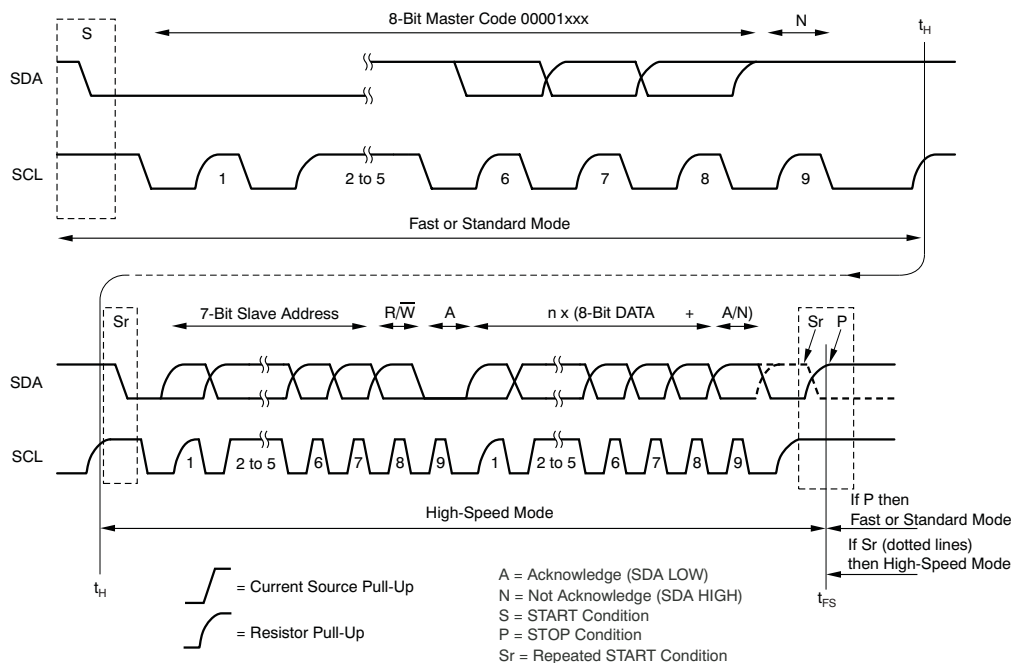 8-Bit Master Code 00001xxx
N
S
tH
SDA
SCL
1
2 to 5
6
7
8
9
Fast or Standard Mode
Sr
7-Bit Slave Address
R/W̅
A
n x (8-Bit DATA
+
A/N)
Sr
P
SDA
SCL
1
2 to 5
6
7
8
9
1
2 to 5
6
7
8
9
High-Speed Mode
If P then
Fast or Standard Mode
If Sr (dotted lines)
then High-Speed Mode
tH
tFS
= Current Source Pull-Up
= Resistor Pull-Up
A = Acknowledge (SDA LOW)
N = Not Acknowledge (SDA HIGH)
S = START Condition
P = STOP Condition
Sr = Repeated START Condition